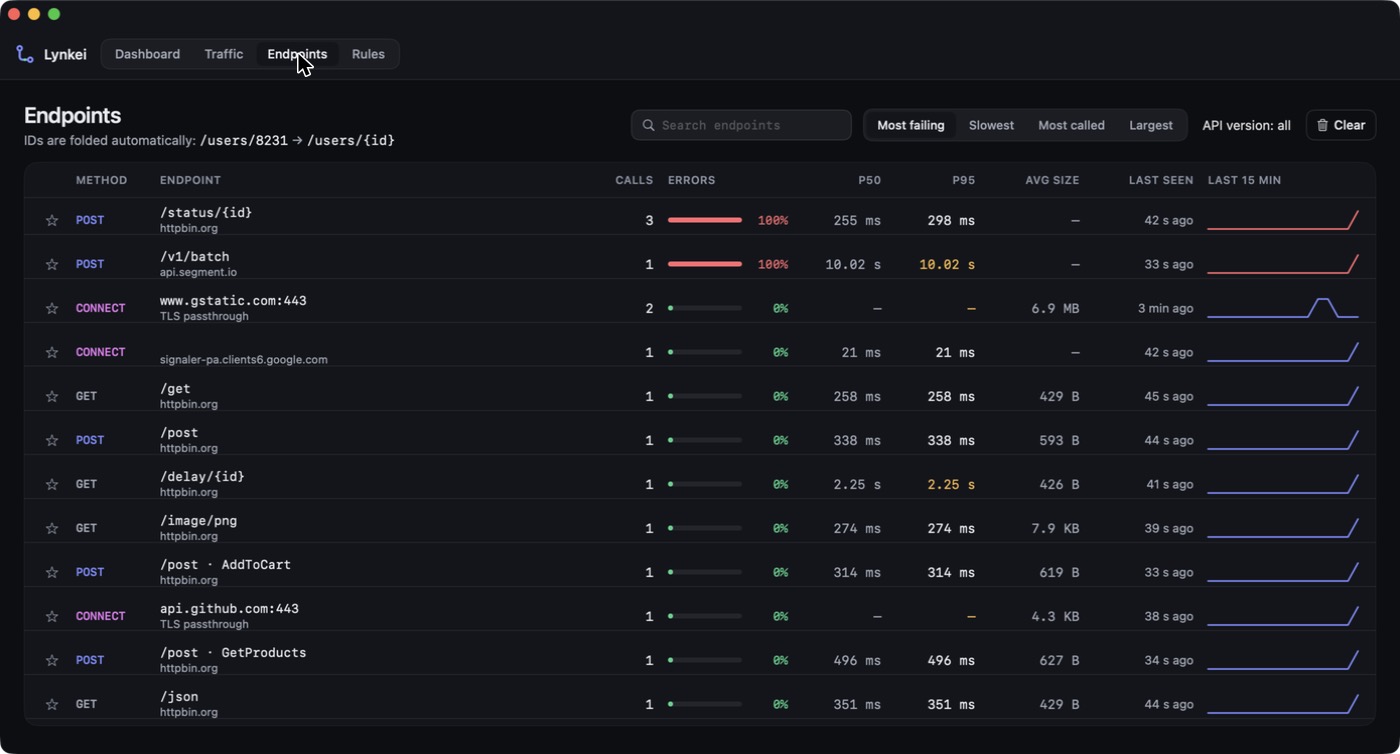 Lynkei Dashboard Traffic Endpoints Rules
Endpoints
IDs are folded automatically: /users/8231 → /users/{id}
Search endpoints Most failing Slowest Most called Largest API version: all Clear
METHOD ENDPOINT CALLS ERRORS P50 P95 AVG SIZE LAST SEEN LAST 15 MIN
POST /status/{id} 3 100% 255 ms 298 ms — 42 s ago
httpbin.org
POST /v1/batch 1 100% 10.02 s 10.02 s — 33 s ago
api.segment.io
CONNECT www.gstatic.com:443 2 0% — — 6.9 MB 3 min ago
TLS passthrough
CONNECT 1 0% 21 ms 21 ms — 42 s ago
signaler-pa.clients6.google.com
GET /get 1 0% 258 ms 258 ms 429 B 45 s ago
httpbin.org
POST /post 1 0% 338 ms 338 ms 593 B 44 s ago
httpbin.org
GET /delay/{id} 1 0% 2.25 s 2.25 s 426 B 41 s ago
httpbin.org
GET /image/png 1 0% 274 ms 274 ms 7.9 KB 39 s ago
httpbin.org
POST /post · AddToCart 1 0% 314 ms 314 ms 619 B 33 s ago
httpbin.org
CONNECT api.github.com:443 1 0% — — 4.3 KB 38 s ago
TLS passthrough
POST /post · GetProducts 1 0% 496 ms 496 ms 627 B 34 s ago
httpbin.org
GET /json 1 0% 351 ms 351 ms 429 B 44 s ago
httpbin.org